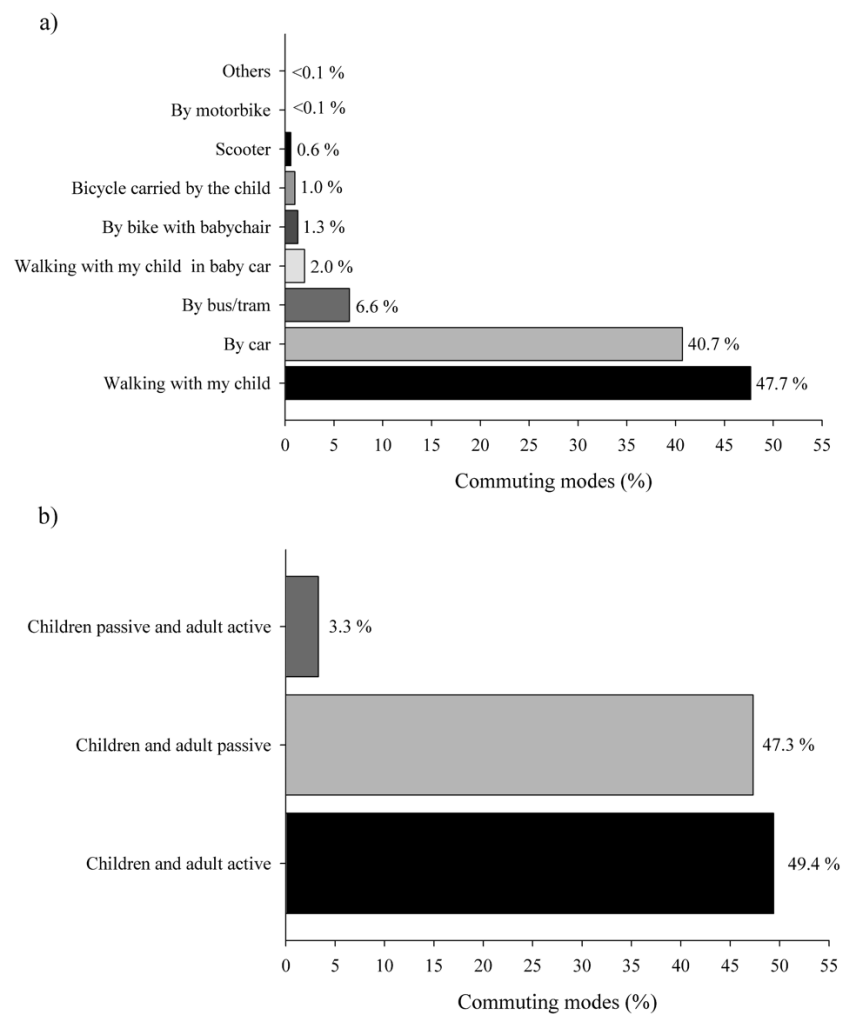 a)
Others <0.1 %
By motorbike <0.1 %
Scooter 0.6 %
Bicycle carried by the child 1.0 %
By bike with babychair 1.3 %
Walking with my child in baby car 2.0 %
By bus/tram 6.6 %
By car 40.7 %
Walking with my child 47.7 %
0 5 10 15 20 25 30 35 40 45 50 55
Commuting modes (%)
b)
Children passive and adult active 3.3 %
Children and adult passive 47.3 %
Children and adult active 49.4 %
0 5 10 15 20 25 30 35 40 45 50 55
Commuting modes (%)